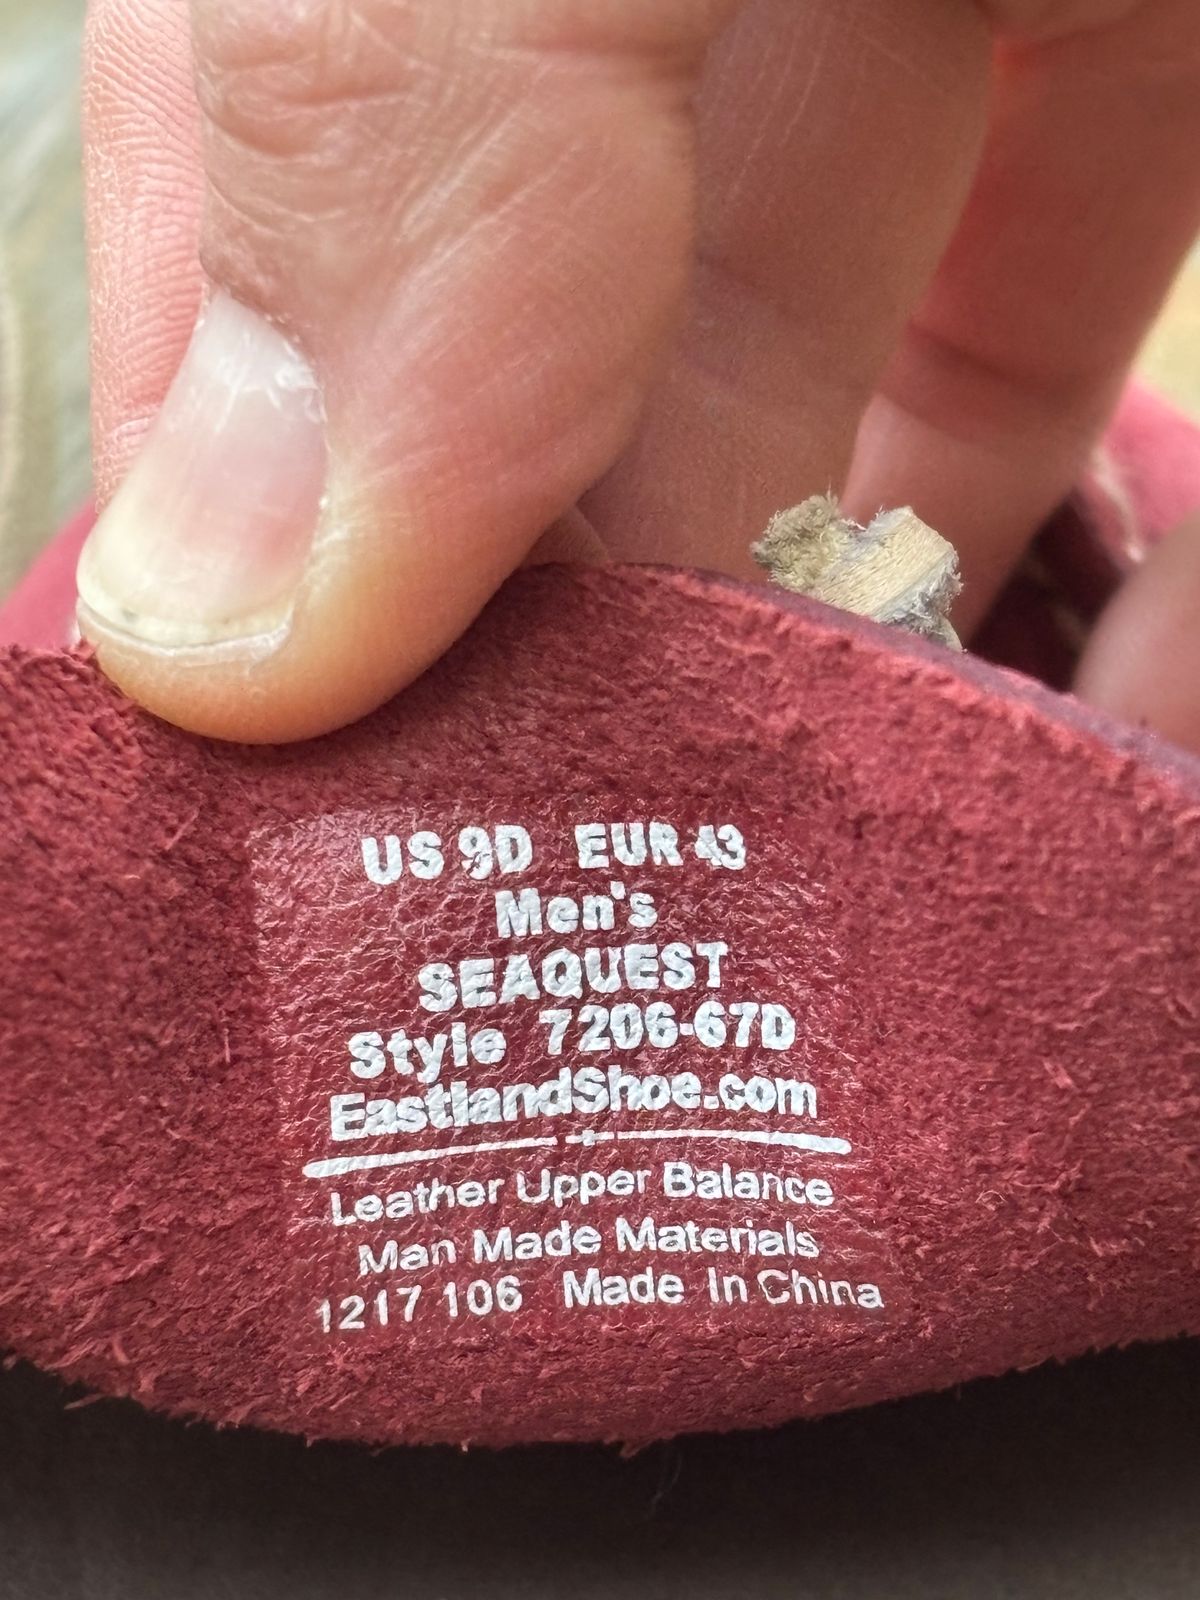 US 9D EUR 43
Men's
SEAQUEST
Style 7206-67D
EastlandShoe.com
Leather Upper Balance
Man Made Materials
1217 106 Made In China